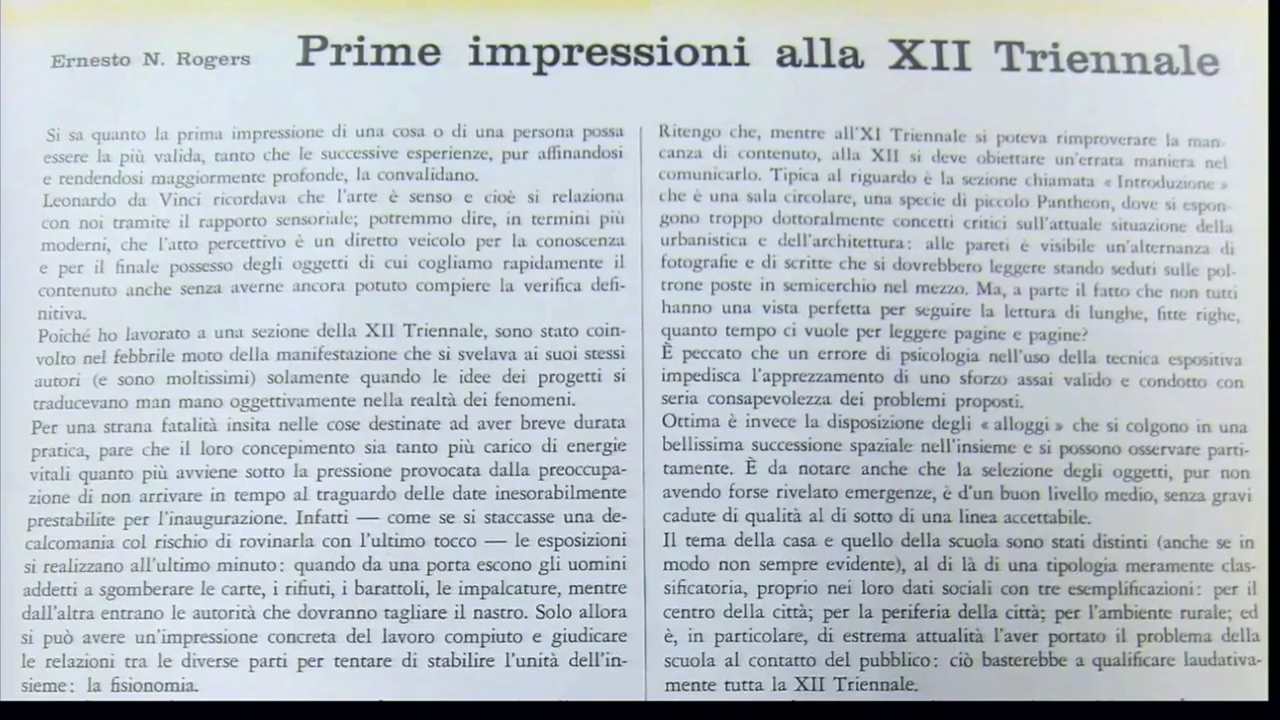 Ernesto N. Rogers
Prime impressioni alla XII Triennale
Si sa quanto la prima impressione di una cosa o di una persona possa
essere la più valida, tanto che le successive esperienze, pur affinandosi
e rendendosi maggiormente profonde, la convalidano.
Leonardo da Vinci ricordava che l'arte è senso e cioè si relaziona
con noi tramite il rapporto sensoriale; potremmo dire, in termini più
moderni, che l'atto percettivo è un diretto veicolo per la conoscenza
e per il finale possesso degli oggetti di cui cogliamo rapidamente il
contenuto anche senza averne ancora potuto compiere la verifica defi-
nitiva.
Poiché ho lavorato a una sezione della XII Triennale, sono stato coin-
volto nel febbrile moto della manifestazione che si svelava ai suoi stessi
autori (e sono moltissimi) solamente quando le idee dei progetti si
traducevano man mano oggettivamente nella realtà dei fenomeni.
Per una strana fatalità insita nelle cose destinate ad aver breve durata
pratica, pare che il loro concepimento sia tanto più carico di energie
vitali quanto più avviene sotto la pressione provocata dalla preoccupa-
zione di non arrivare in tempo al traguardo delle date inesorabilmente
prestabilite per l'inaugurazione. Infatti — come se si staccasse una de-
calcomania col rischio di rovinarla con l'ultimo tocco — le esposizioni
si realizzano all'ultimo minuto: quando da una porta escono gli uomini
addetti a sgomberare le carte, i rifiuti, i barattoli, le impalcature, mentre
dall'altra entrano le autorità che dovranno tagliare il nastro. Solo allora
si può avere un'impressione concreta del lavoro compiuto e giudicare
le relazioni tra le diverse parti per tentare di stabilire l'unità dell'in-
sieme: la fisionomia.
Ritengo che, mentre all'XI Triennale si poteva rimproverare la man-
canza di contenuto, alla XII si deve obiettare un'errata maniera nel
comunicarlo. Tipica al riguardo è la sezione chiamata « Introduzione »
che è una sala circolare, una specie di piccolo Pantheon, dove si espon-
gono troppo dottoralmente concetti critici sull'attuale situazione della
urbanistica e dell'architettura: alle pareti è visibile un'alternanza di
fotografie e di scritte che si dovrebbero leggere stando seduti sulle pol-
trone poste in semicerchio nel mezzo. Ma, a parte il fatto che non tutti
hanno una vista perfetta per seguire la lettura di lunghe, fitte righe,
quanto tempo ci vuole per leggere pagine e pagine?
È peccato che un errore di psicologia nell'uso della tecnica espositiva
impedisca l'apprezzamento di uno sforzo assai valido e condotto con
seria consapevolezza dei problemi proposti.
Ottima è invece la disposizione degli « alloggi » che si colgono in una
bellissima successione spaziale nell'insieme e si possono osservare parti-
tamente. È da notare anche che la selezione degli oggetti, pur non
avendo forse rivelato emergenze, è d'un buon livello medio, senza gravi
cadute di qualità al di sotto di una linea accettabile.
Il tema della casa e quello della scuola sono stati distinti (anche se in
modo non sempre evidente), al di là di una tipologia meramente clas-
sificatoria, proprio nei loro dati sociali con tre esemplificazioni: per il
centro della città; per la periferia della città; per l'ambiente rurale; ed
è, in particolare, di estrema attualità l'aver portato il problema della
scuola al contatto del pubblico: ciò basterebbe a qualificare laudativa-
mente tutta la XII Triennale.